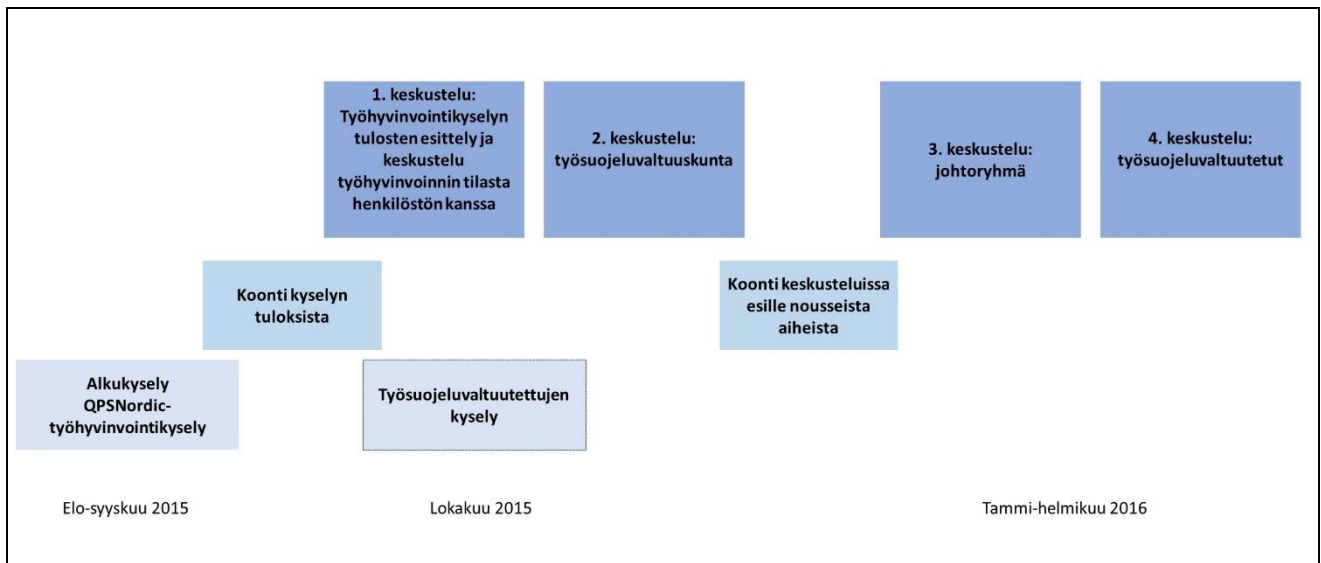 1. keskustelu:
Työhyvinvointikyselyn
tulosten esittely ja
keskustelu
työhyvinvoinnin tilasta
henkilöstön kanssa
2. keskustelu:
työsuojeluvaltuuskunta
3. keskustelu:
johtoryhmä
4. keskustelu:
työsuojeluvaltuutetut
Koonti kyselyn
tuloksista
Koonti keskusteluissa
esille nousseista
aiheista
Alkukysely
QPSNordic-
työhyvinvointikysely
Työsuojeluvaltuutettujen
kysely
Elo-syyskuu 2015
Lokakuu 2015
Tammi-helmikuu 2016